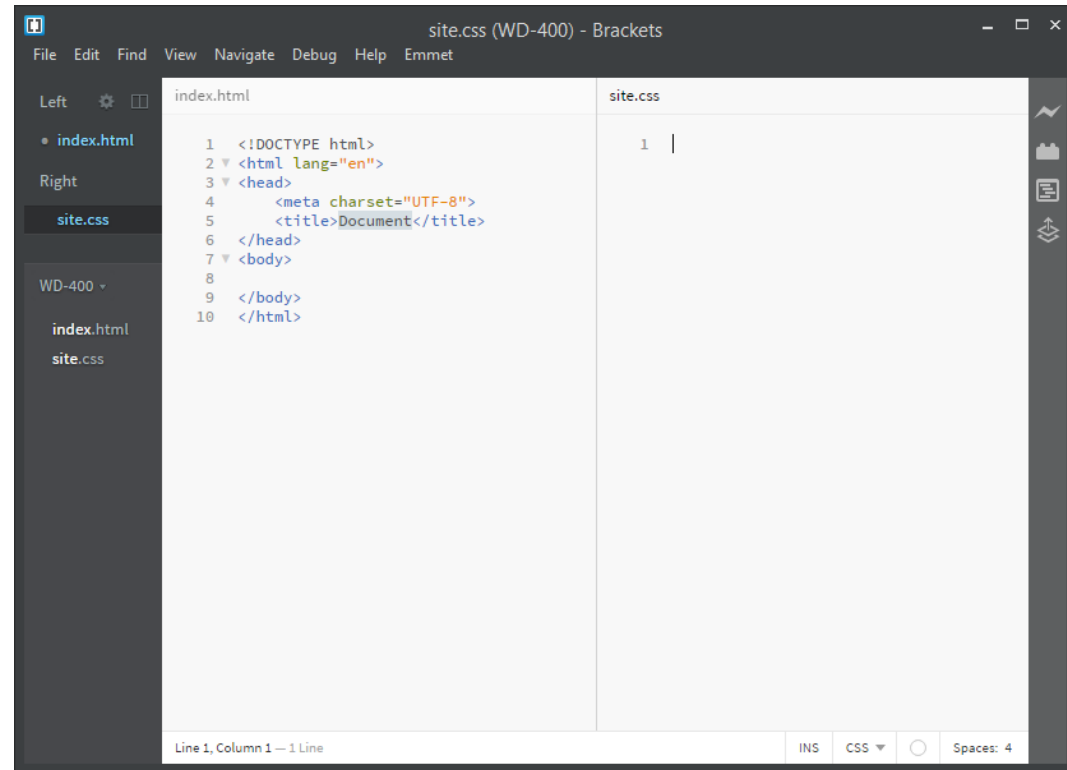 site.css (WD-400) - Brackets
File Edit Find View Navigate Debug Help Emmet
Left
index.html
Right
site.css
WD-400
index.html
site.css
index.html
1 <!DOCTYPE html>
2 <html lang="en">
3 <head>
4     <meta charset="UTF-8">
5     <title>Document</title>
6 </head>
7 <body>
8
9 </body>
10 </html>
site.css
1
Line 1, Column 1 — 1 Line
INS CSS Spaces: 4